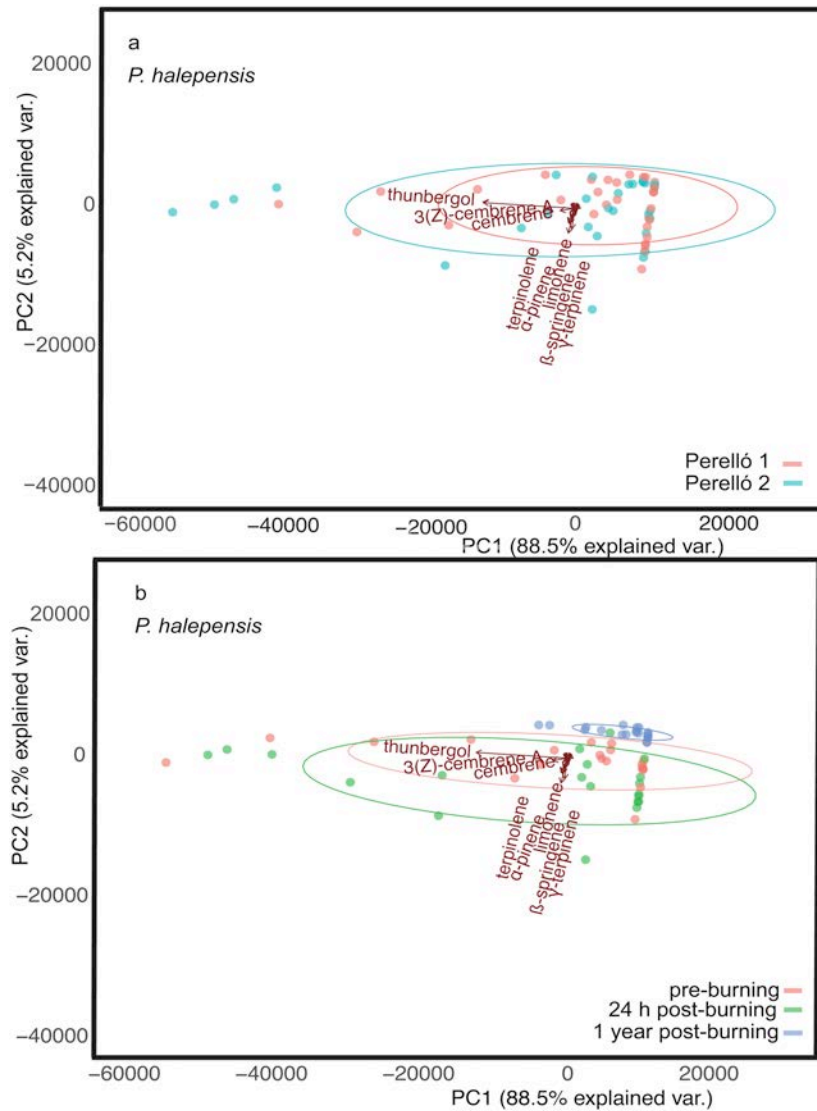 a
P. halepensis
20000
0
−20000
−40000
PC2 (5.2% explained var.)
thunbergol
3(Z)-cembrene A
cembrene
terpinolene
α-pinene
limonene
ß-springene
γ-terpinene
Perelló 1
Perelló 2
−60000
−40000
−20000
0
20000
PC1 (88.5% explained var.)
b
P. halepensis
20000
0
−20000
−40000
PC2 (5.2% explained var.)
thunbergol
3(Z)-cembrene A
cembrene
terpinolene
α-pinene
limonene
ß-springene
γ-terpinene
pre-burning
24 h post-burning
1 year post-burning
−60000
−40000
−20000
0
20000
PC1 (88.5% explained var.)